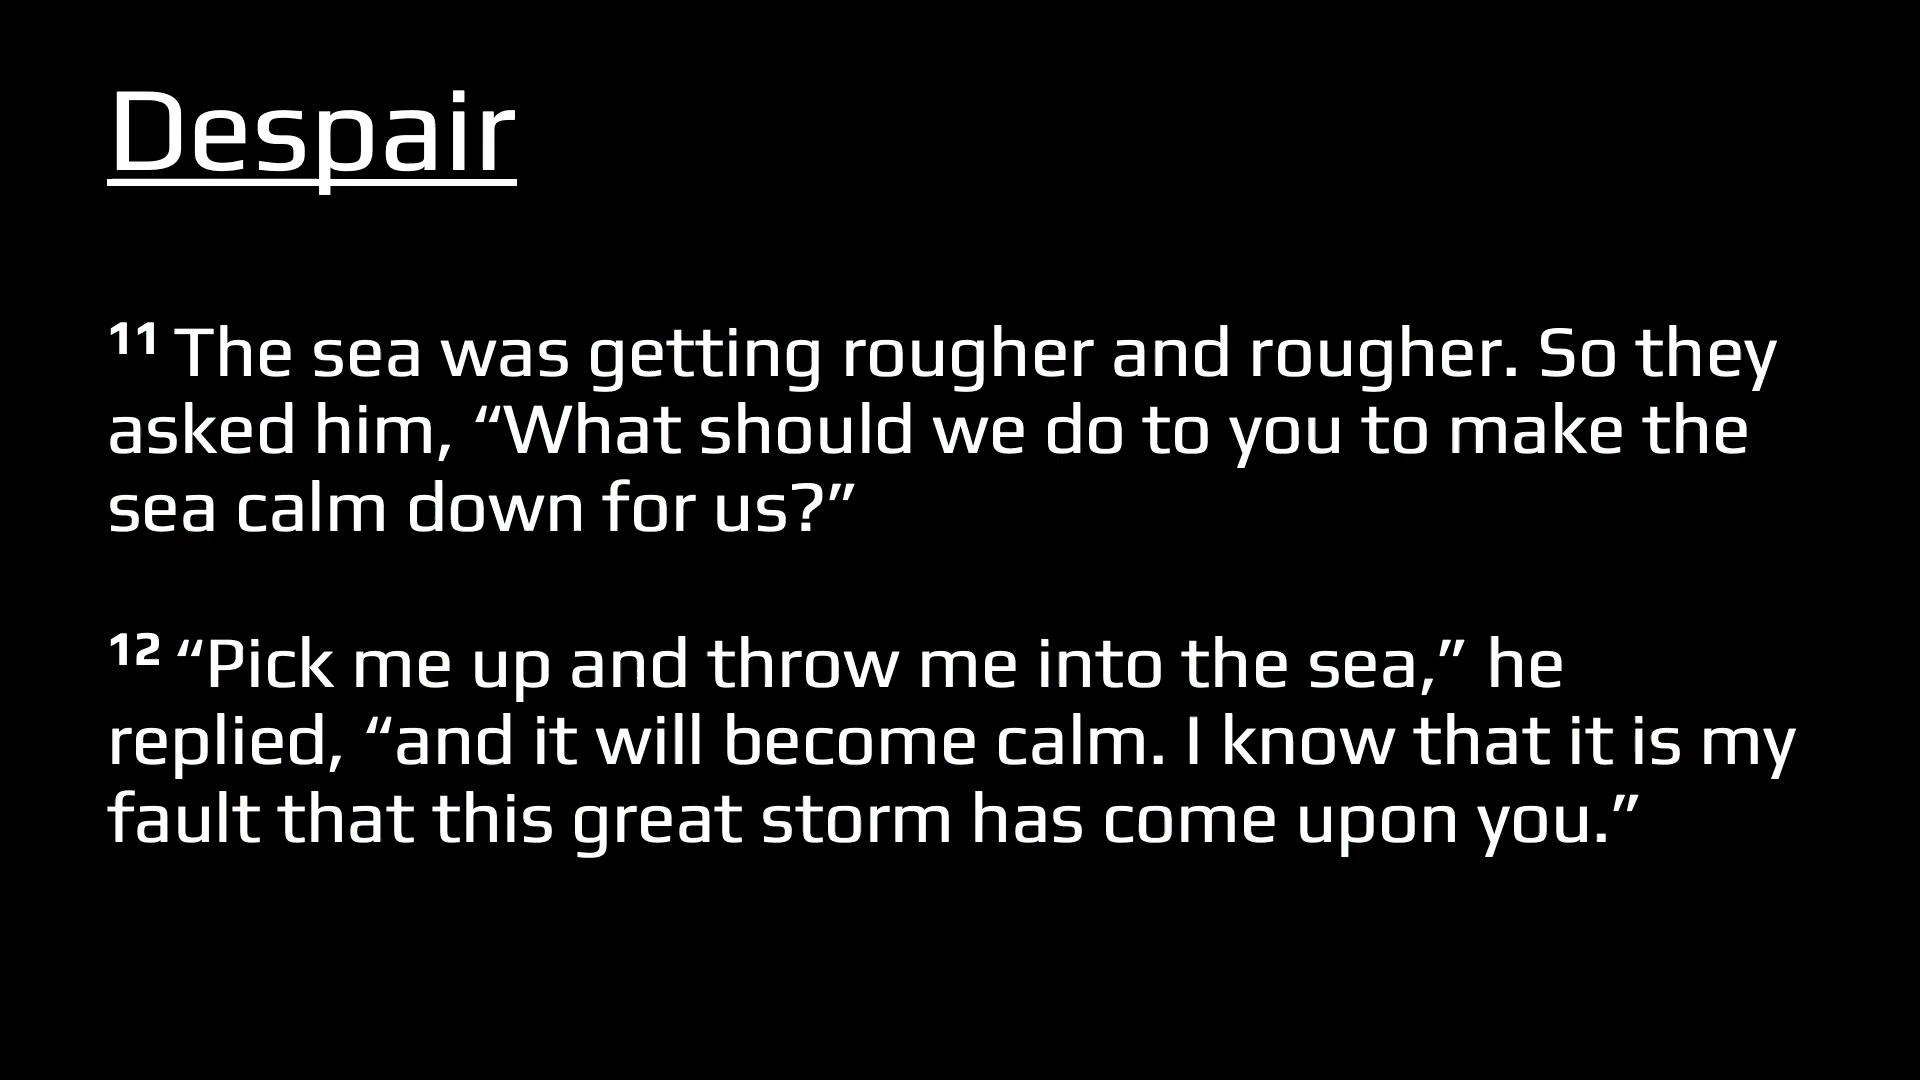 Despair
11 The sea was getting rougher and rougher. So they
asked him, “What should we do to you to make the
sea calm down for us?”
12 “Pick me up and throw me into the sea,” he
replied, “and it will become calm. I know that it is my
fault that this great storm has come upon you.”